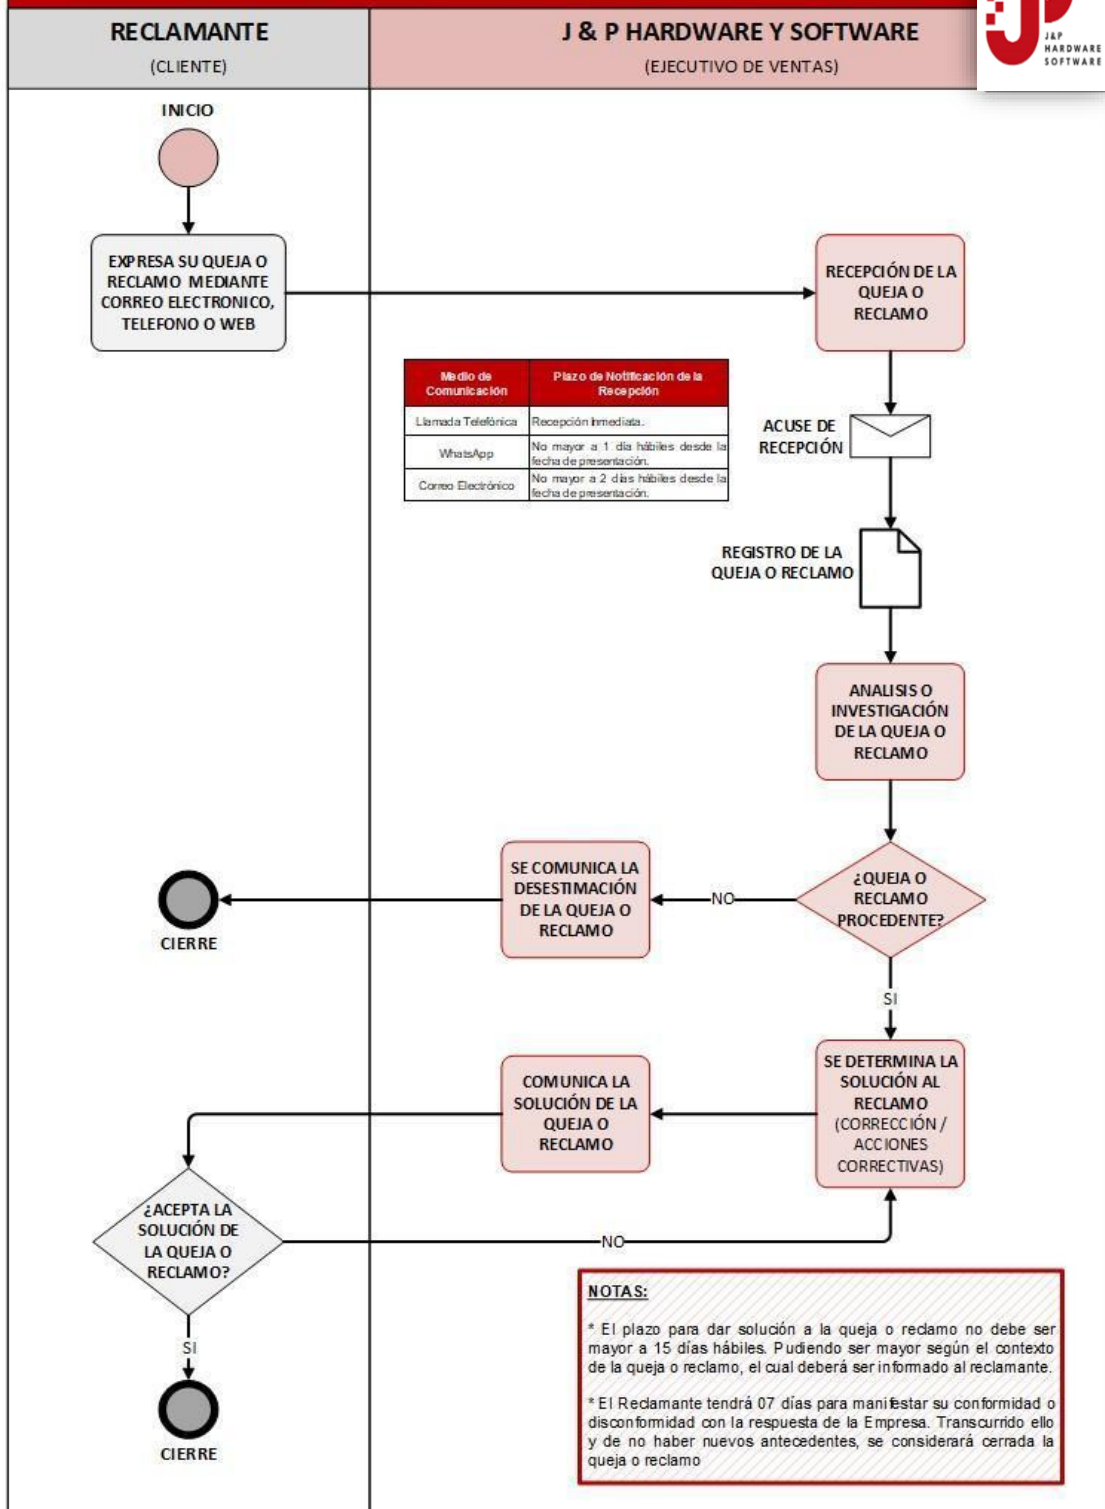 RECLAMANTE
(CLIENTE)
J & P HARDWARE Y SOFTWARE
(EJECUTIVO DE VENTAS)
J&P
HARDWARE
SOFTWARE
INICIO
EXPRESA SU QUEJA O
RECLAMO MEDIANTE
CORREO ELECTRONICO,
TELEFONO O WEB
RECEPCIÓN DE LA
QUEJA O
RECLAMO
Medio de
Comunicación
Plazo de Notificación de la
Recepción
Llamada Telefónica
Recepción Inmediata.
WhatsApp
No mayor a 1 día hábiles desde la
fecha de presentación.
Correo Electrónico
No mayor a 2 días hábiles desde la
fecha de presentación.
ACUSE DE
RECEPCIÓN
REGISTRO DE LA
QUEJA O RECLAMO
ANALISIS O
INVESTIGACIÓN
DE LA QUEJA O
RECLAMO
¿QUEJA O
RECLAMO
PROCEDENTE?
NO
SE COMUNICA LA
DESESTIMACIÓN
DE LA QUEJA O
RECLAMO
CIERRE
SI
SE DETERMINA LA
SOLUCIÓN AL
RECLAMO
(CORRECCIÓN /
ACCIONES
CORRECTIVAS)
COMUNICA LA
SOLUCIÓN DE LA
QUEJA O
RECLAMO
¿ACEPTA LA
SOLUCIÓN DE
LA QUEJA O
RECLAMO?
NO
SI
CIERRE
NOTAS:
* El plazo para dar solución a la queja o reclamo no debe ser
mayor a 15 días hábiles. Pudiendo ser mayor según el contexto
de la queja o reclamo, el cual deberá ser informado al reclamante.
* El Reclamante tendrá 07 días para manifestar su conformidad o
disconformidad con la respuesta de la Empresa. Transcurrido ello
y de no haber nuevos antecedentes, se considerará cerrada la
queja o reclamo